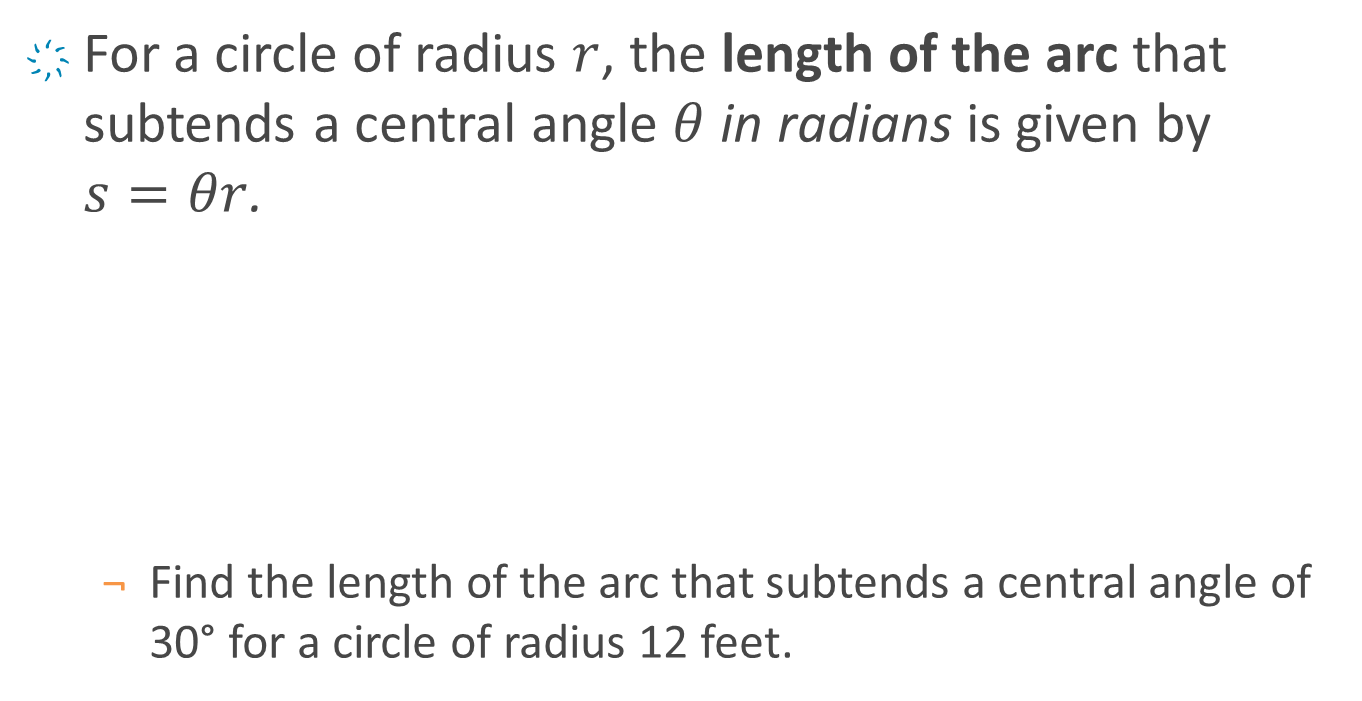 For a circle of radius 𝑟, the length of the arc that
subtends a central angle 𝜃 in radians is given by
𝑠 = 𝜃𝑟.
¬ Find the length of the arc that subtends a central angle of
30° for a circle of radius 12 feet.